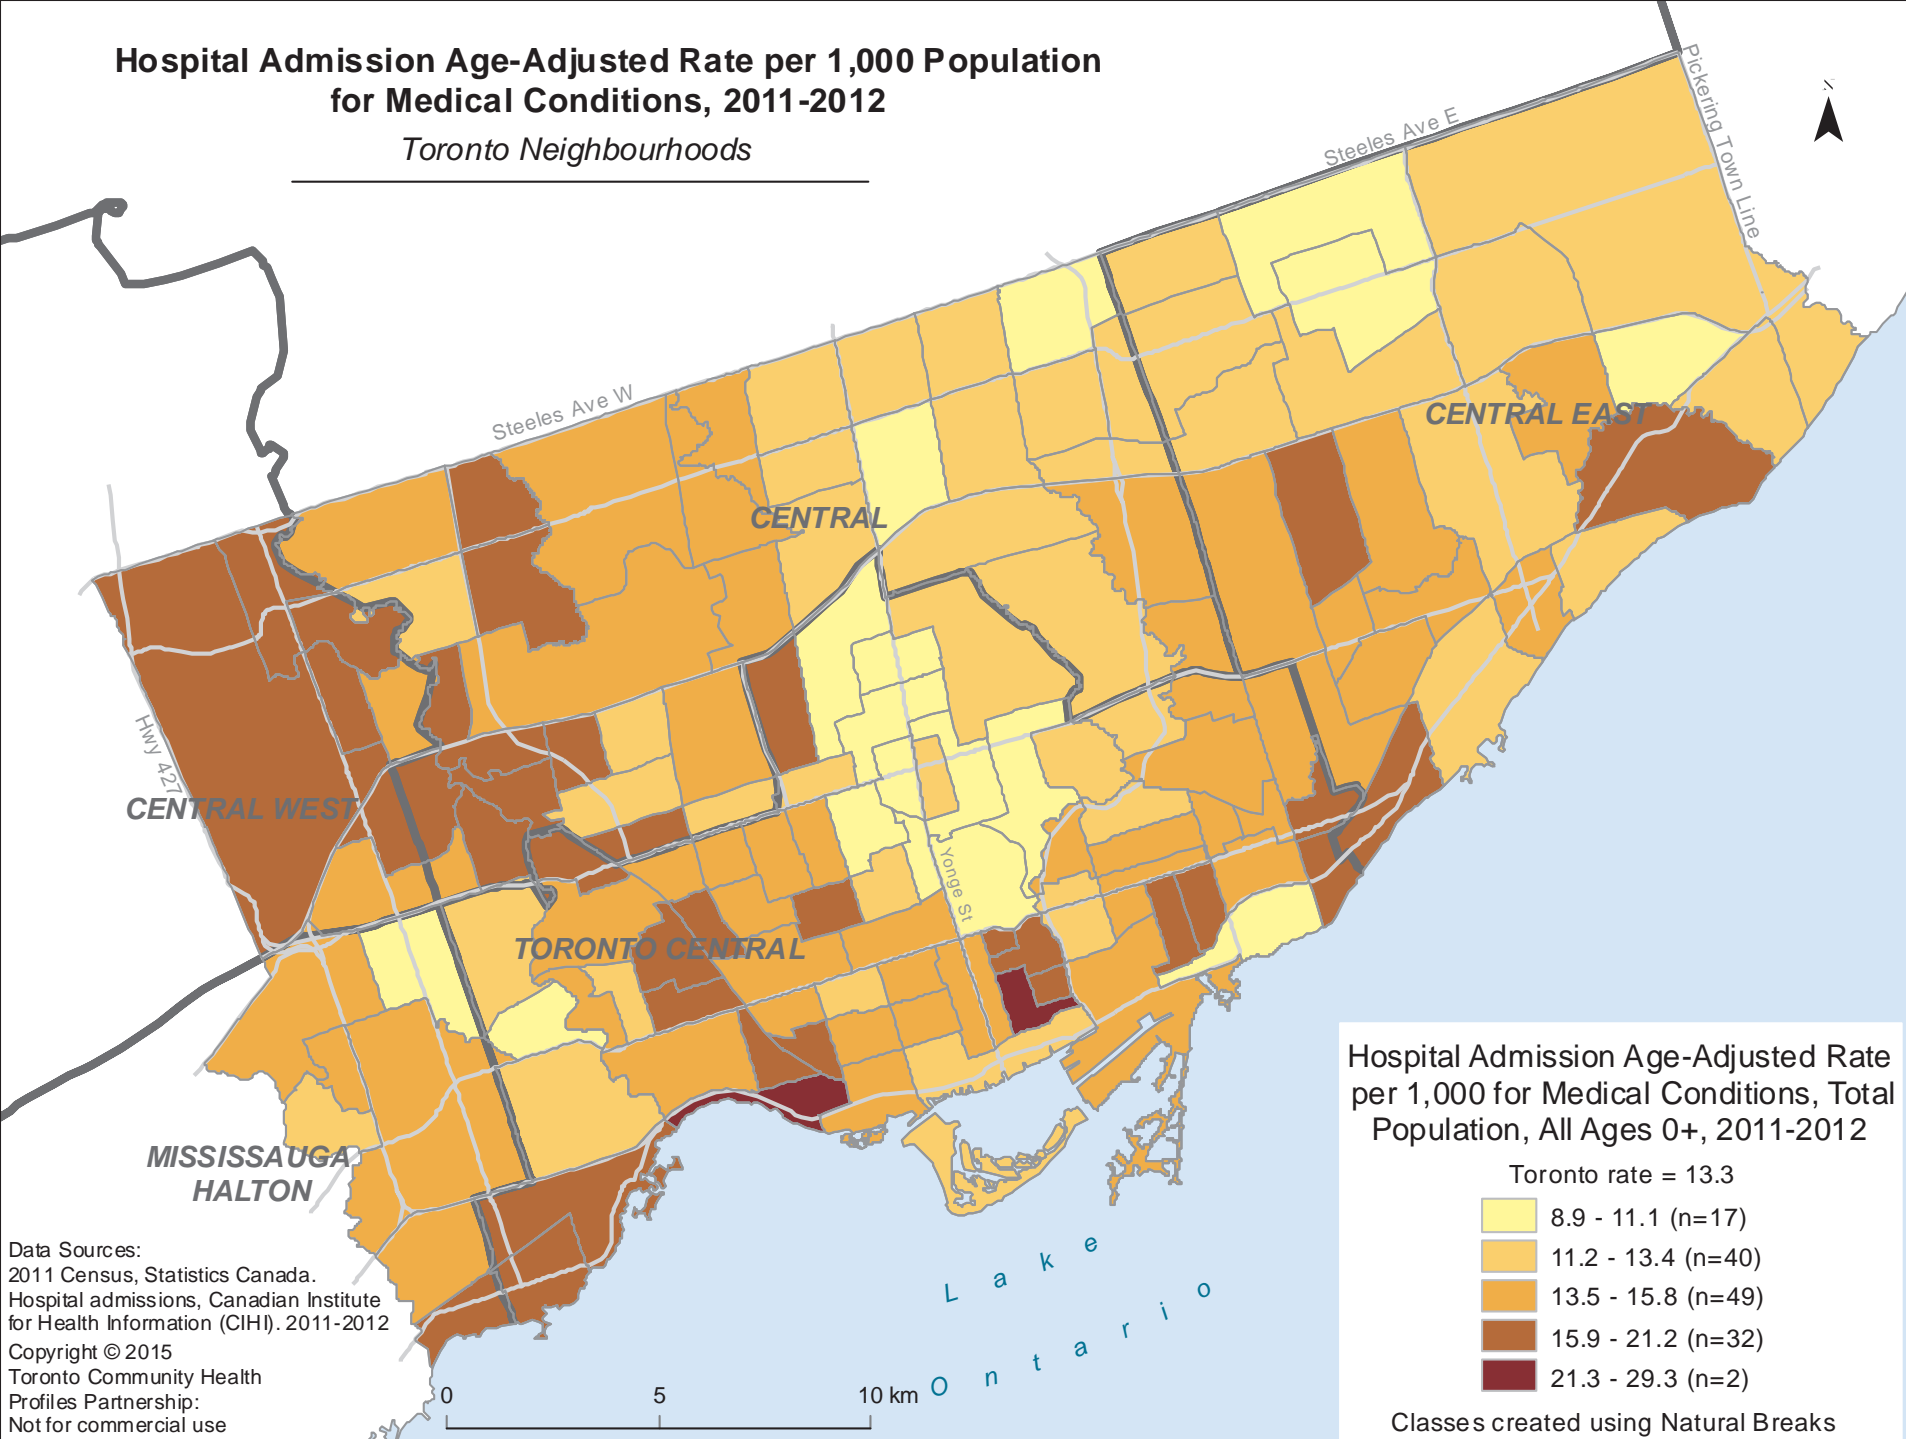 Hospital Admission Age-Adjusted Rate per 1,000 Population
for Medical Conditions, 2011-2012
Toronto Neighbourhoods
N
Pickering Town Line
Steeles Ave E
Steeles Ave W
CENTRAL EAST
CENTRAL
Hwy 427
CENTRAL WEST
Yonge St
TORONTO CENTRAL
MISSISSAUGA
HALTON
Lake
Ontario
Hospital Admission Age-Adjusted Rate
per 1,000 for Medical Conditions, Total
Population, All Ages 0+, 2011-2012
Toronto rate = 13.3
8.9 - 11.1 (n=17)
11.2 - 13.4 (n=40)
13.5 - 15.8 (n=49)
15.9 - 21.2 (n=32)
21.3 - 29.3 (n=2)
Classes created using Natural Breaks
Data Sources:
2011 Census, Statistics Canada.
Hospital admissions, Canadian Institute
for Health Information (CIHI). 2011-2012
Copyright © 2015
Toronto Community Health
Profiles Partnership:
Not for commercial use
0 5 10 km